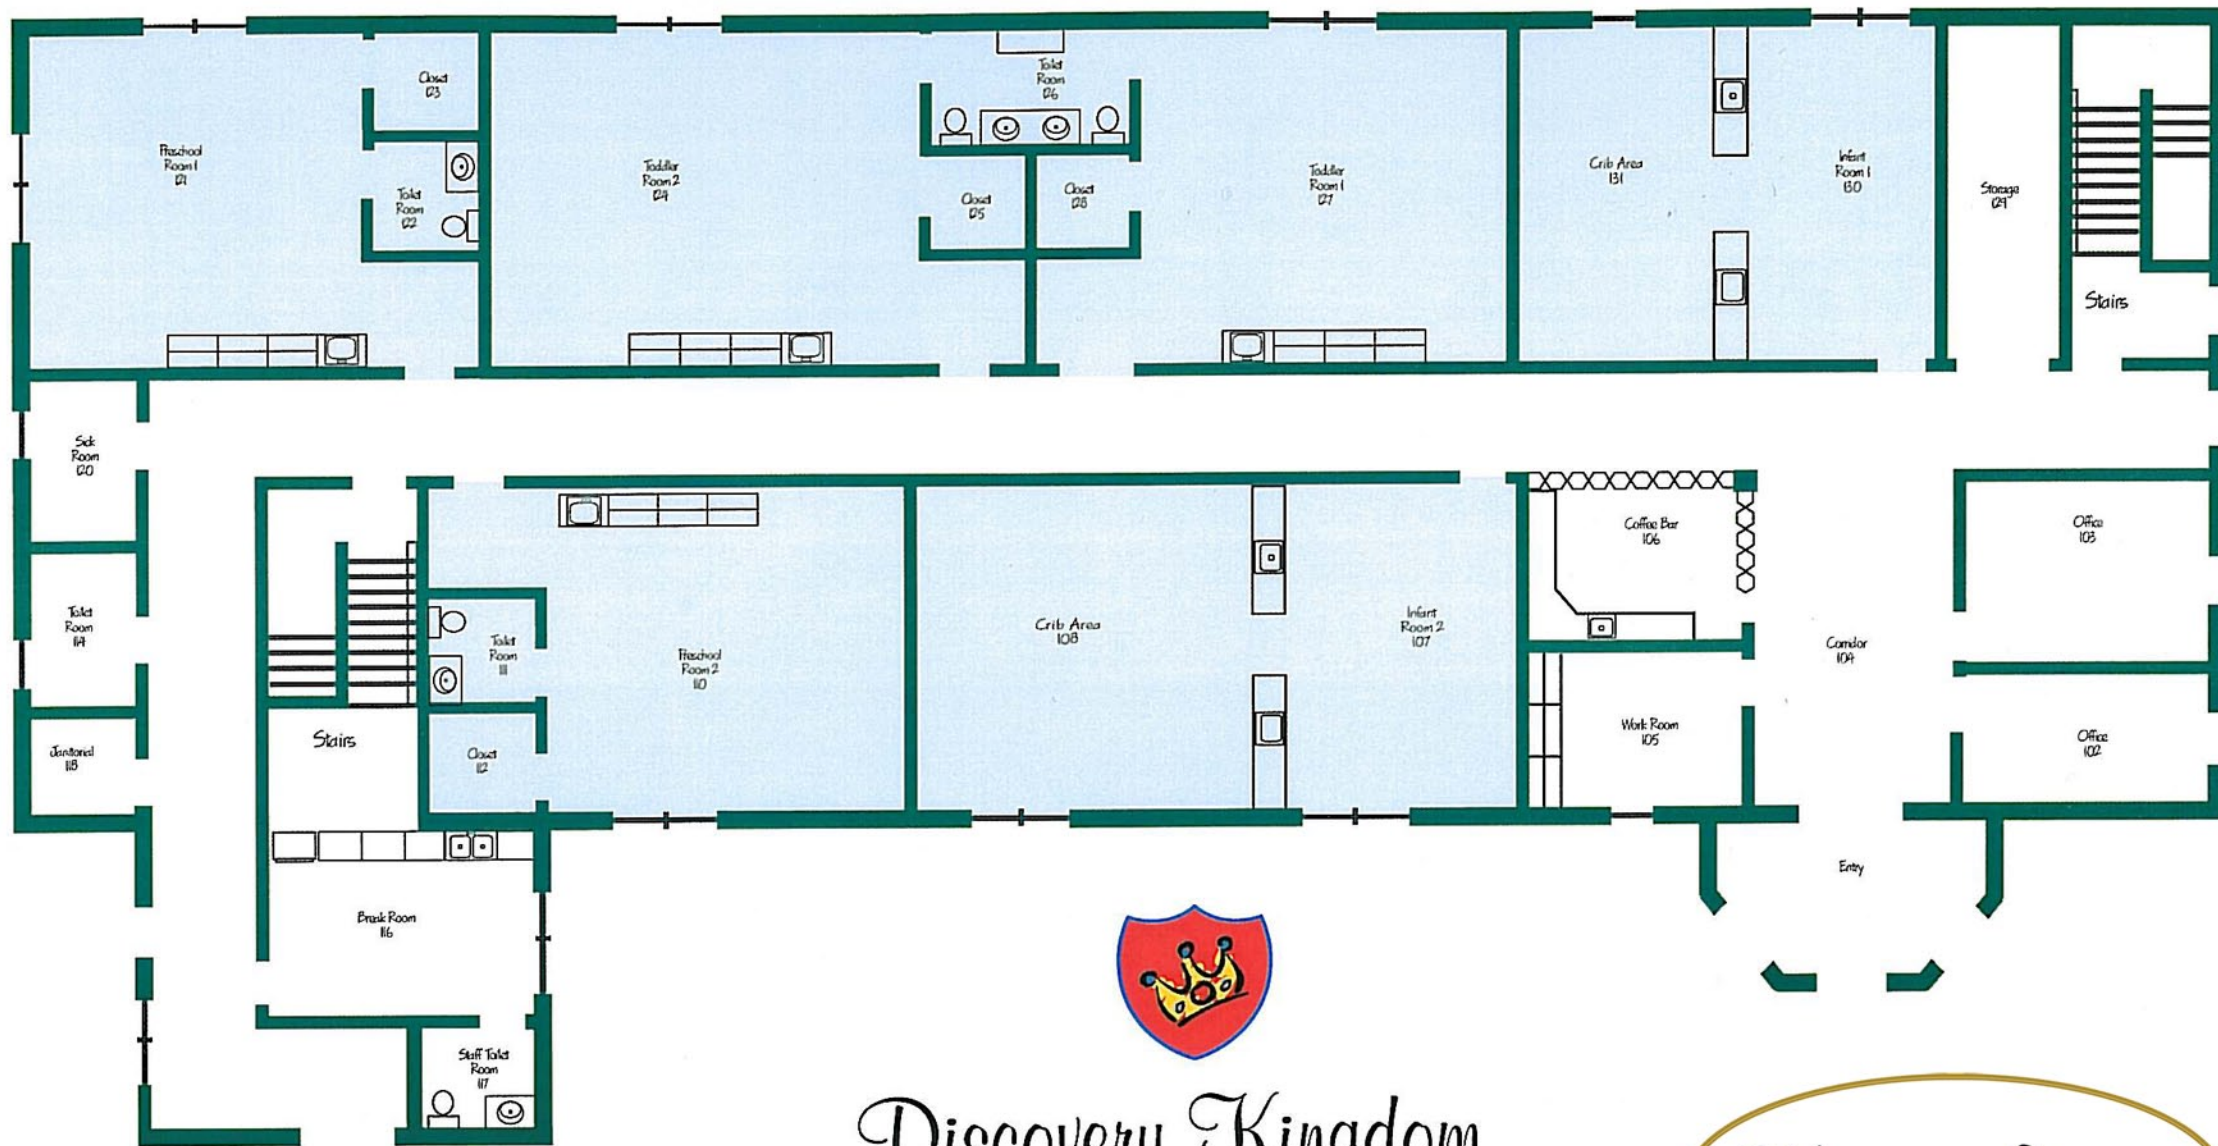 Closet
123
Preschool
Room 1
121
Toilet
Room
122
Toddler
Room 2
124
Toilet
Room
126
Closet
125
Closet
128
Toddler
Room 1
127
Crib Area
131
Infant
Room 1
130
Storage
129
Stairs
Sick
Room
120
Toilet
Room
114
Janitorial
118
Stairs
Toilet
Room
111
Closet
112
Preschool
Room 2
110
Crib Area
108
Infant
Room 2
107
Coffee Bar
106
Work Room
105
Corridor
104
Office
103
Office
102
Entry
Break Room
116
Staff Toilet
Room
117
Discovery Kingdom